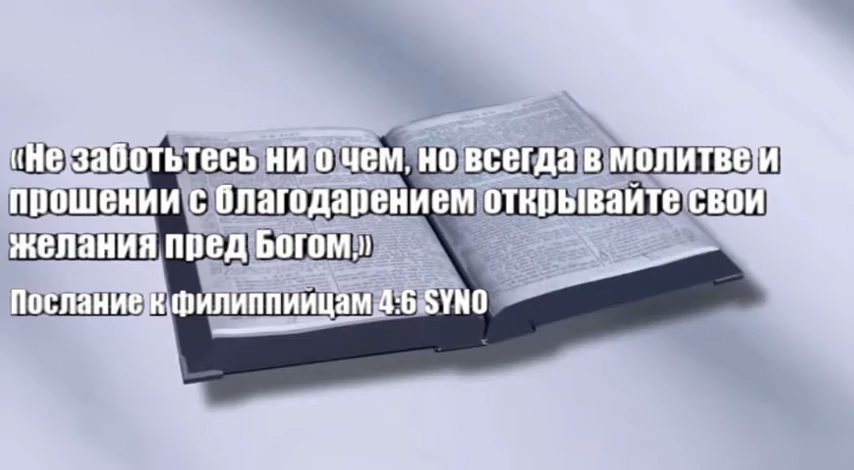 «Не заботьтесь ни о чем, но всегда в молитве и
прошении с благодарением открывайте свои
желания пред Богом,»
Послание к филиппийцам 4:6 SYNO